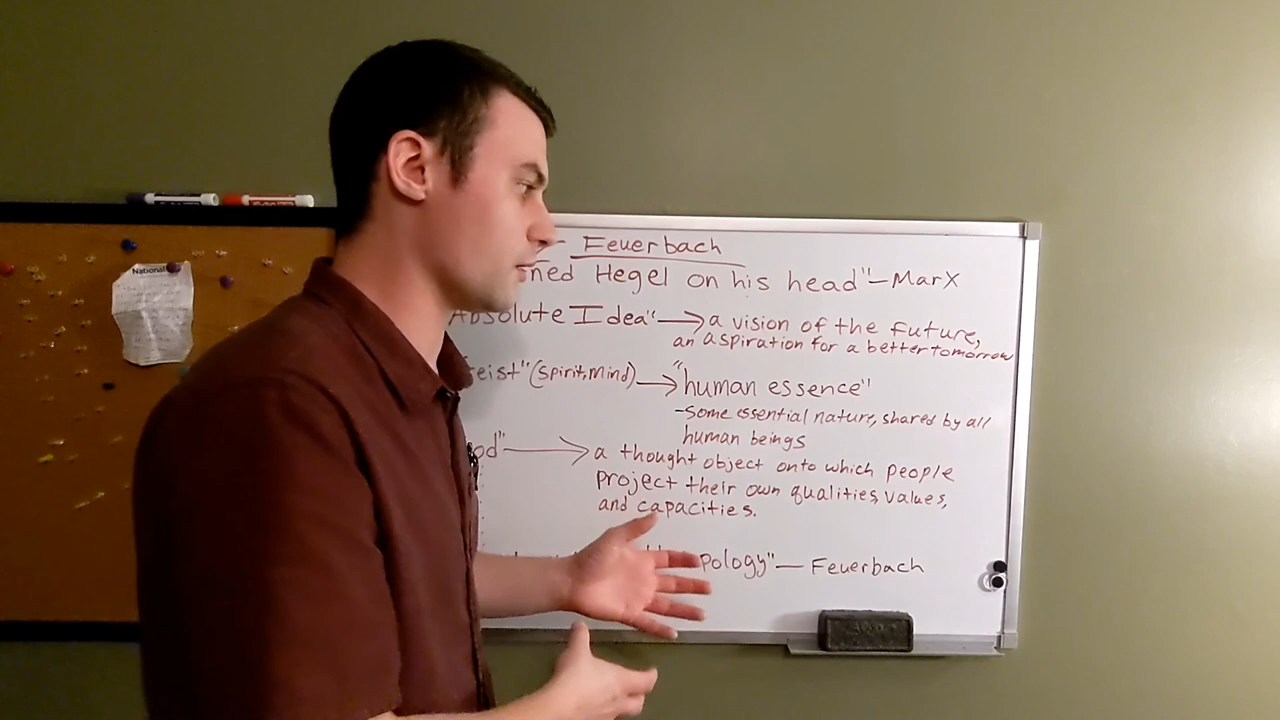 National
- Feuerbach
ned Hegel on his head"-Marx
Absolute Idea" → a vision of the future,
an aspiration for a better tomorrow
eist" (spirit, mind) → "human essence"
-Some essential nature, shared by all
human beings
od" → a thought object onto which people
project their own qualities, values,
and capacities.
pology" — Feuerbach